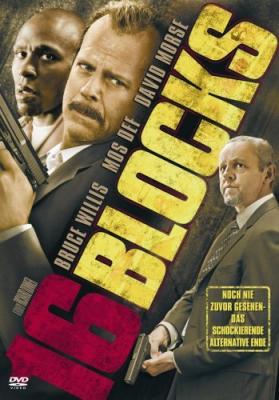 BRUCE WILLIS MOS DEF DAVID MORSE
16 BLOCKS
NOCH NIE
ZUVOR GESEHEN-
DAS
SCHOCKIERENDE
ALTERNATIVE ENDE
DVD
VIDEO